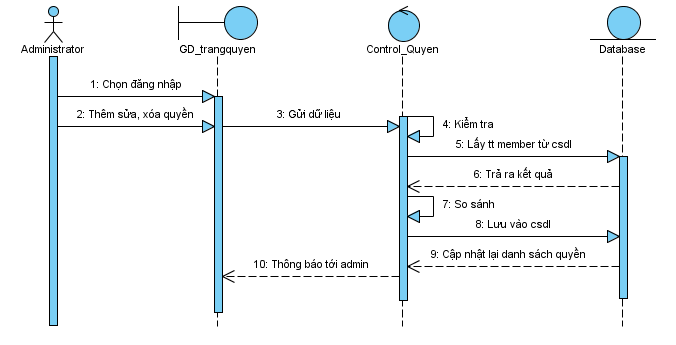 Administrator
GD_trangquyen
Control_Quyen
Database
1: Chọn đăng nhập
2: Thêm sửa, xóa quyền
3: Gửi dữ liệu
4: Kiểm tra
5: Lấy tt member từ csdl
6: Trả ra kết quả
7: So sánh
8: Lưu vào csdl
9: Cập nhật lại danh sách quyền
10: Thông báo tới admin